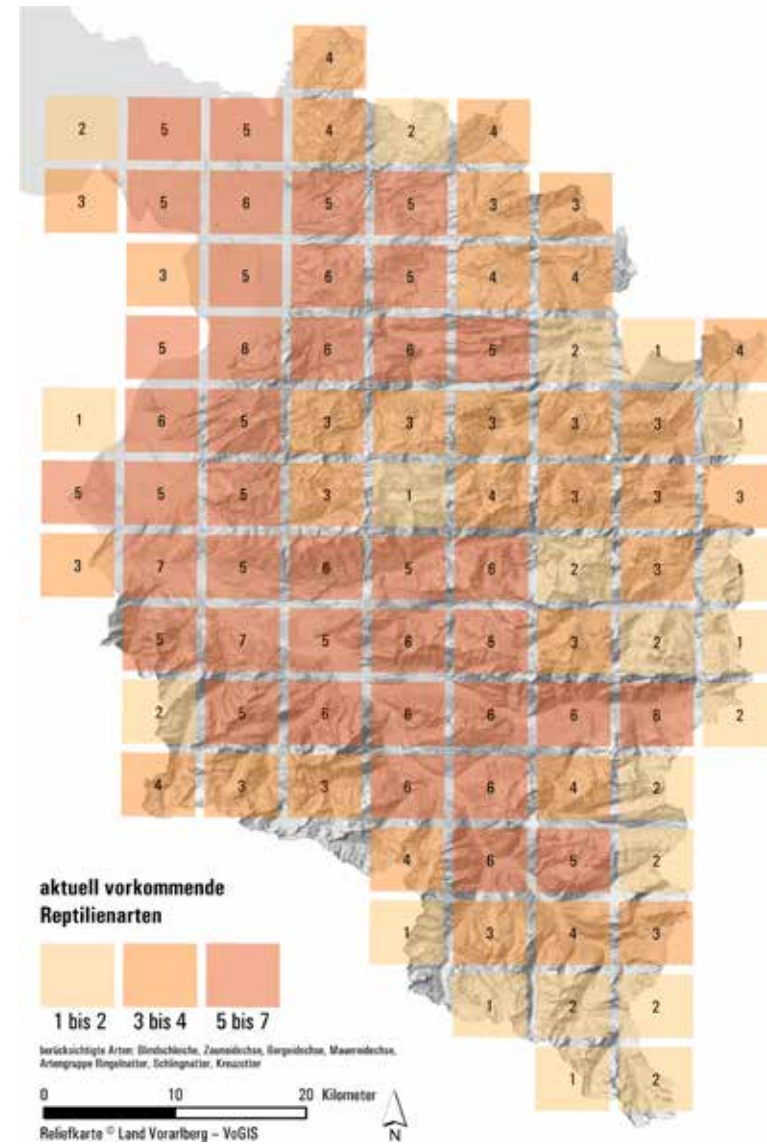 4
2 5 5 4 2 4
3 5 6 5 5 3 3
3 5 6 5 4 4
5 6 6 6 5 2 1 4
1 6 5 3 3 3 3 3 1
5 5 5 3 1 4 3 3 3
3 7 5 6 5 6 2 3 1
5 7 5 6 6 3 2 1
2 5 6 6 6 6 6 2
4 3 3 6 6 4 2
4 6 5 2
1 3 4 3
1 2 2
1 2
aktuell vorkommende
Reptilienarten
1 bis 2 3 bis 4 5 bis 7
berücksichtigte Arten: Blindschleiche, Zauneidechse, Bergeidechse, Mauereidechse,
Artengruppe Ringelnatter, Schlingnatter, Kreuzotter
0 10 20 Kilometer
N
Reliefkarte © Land Vorarlberg – VoGIS